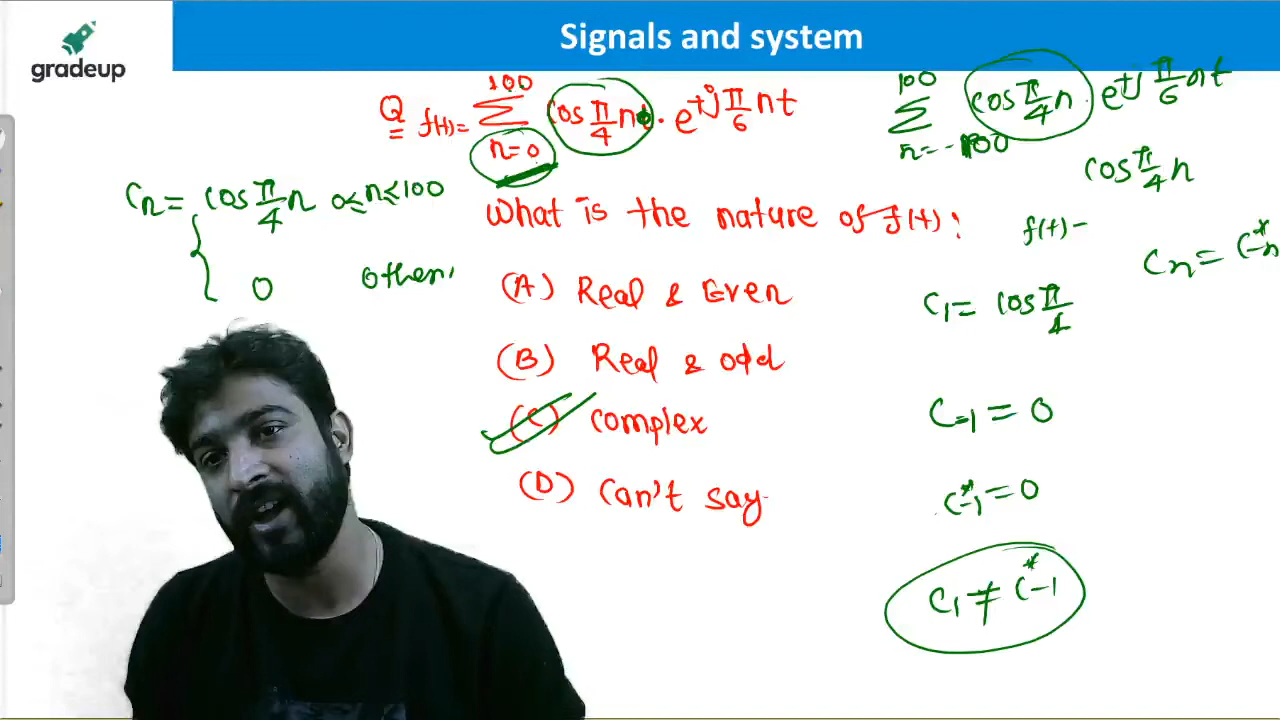 Signals and system
gradeup
Q f(t) = 100 Σ n=0 cos π/4 n . e^+j π/6 nt
100 Σ n=-100 cos π/4 n . e^+j π/6 nt
Cn = { cos π/4 n 0≤n≤100
0 other,
cos π/4 n
What is the nature of f(t)?
f(t) -
Cn = C*-n
(A) Real & Even
C1 = cos π/4
(B) Real & odd
(C) complex
C-1 = 0
(D) Can't say
C*-1 = 0
C1 ≠ C*-1